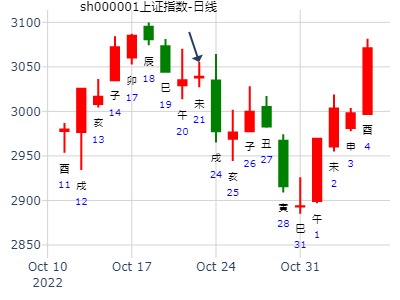 sh000001上证指数-日线
3100
3050
3000
2950
2900
2850
酉
11
戌
12
亥
13
子
14
卯
17
辰
18
巳
19
午
20
未
21
戌
24
亥
25
子
26
丑
27
寅
28
巳
31
午
1
未
2
申
3
酉
4
Oct 10
2022
Oct 17
Oct 24
Oct 31